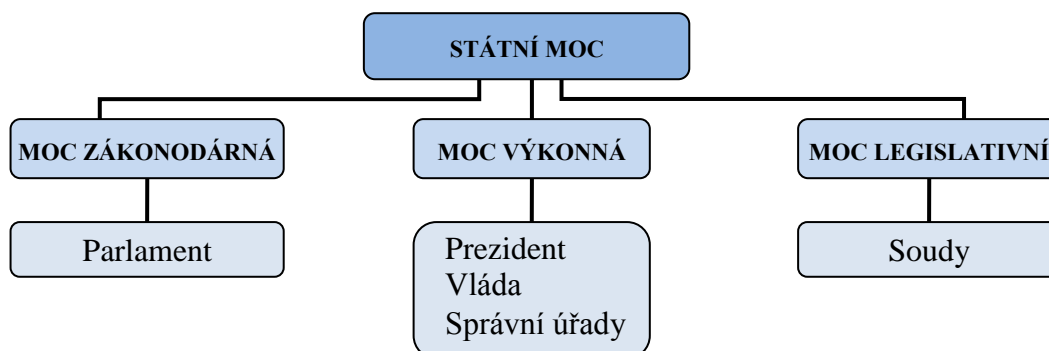 STÁTNÍ MOC
MOC ZÁKONODÁRNÁ
MOC VÝKONNÁ
MOC LEGISLATIVNÍ
Parlament
Prezident
Vláda
Správní úřady
Soudy